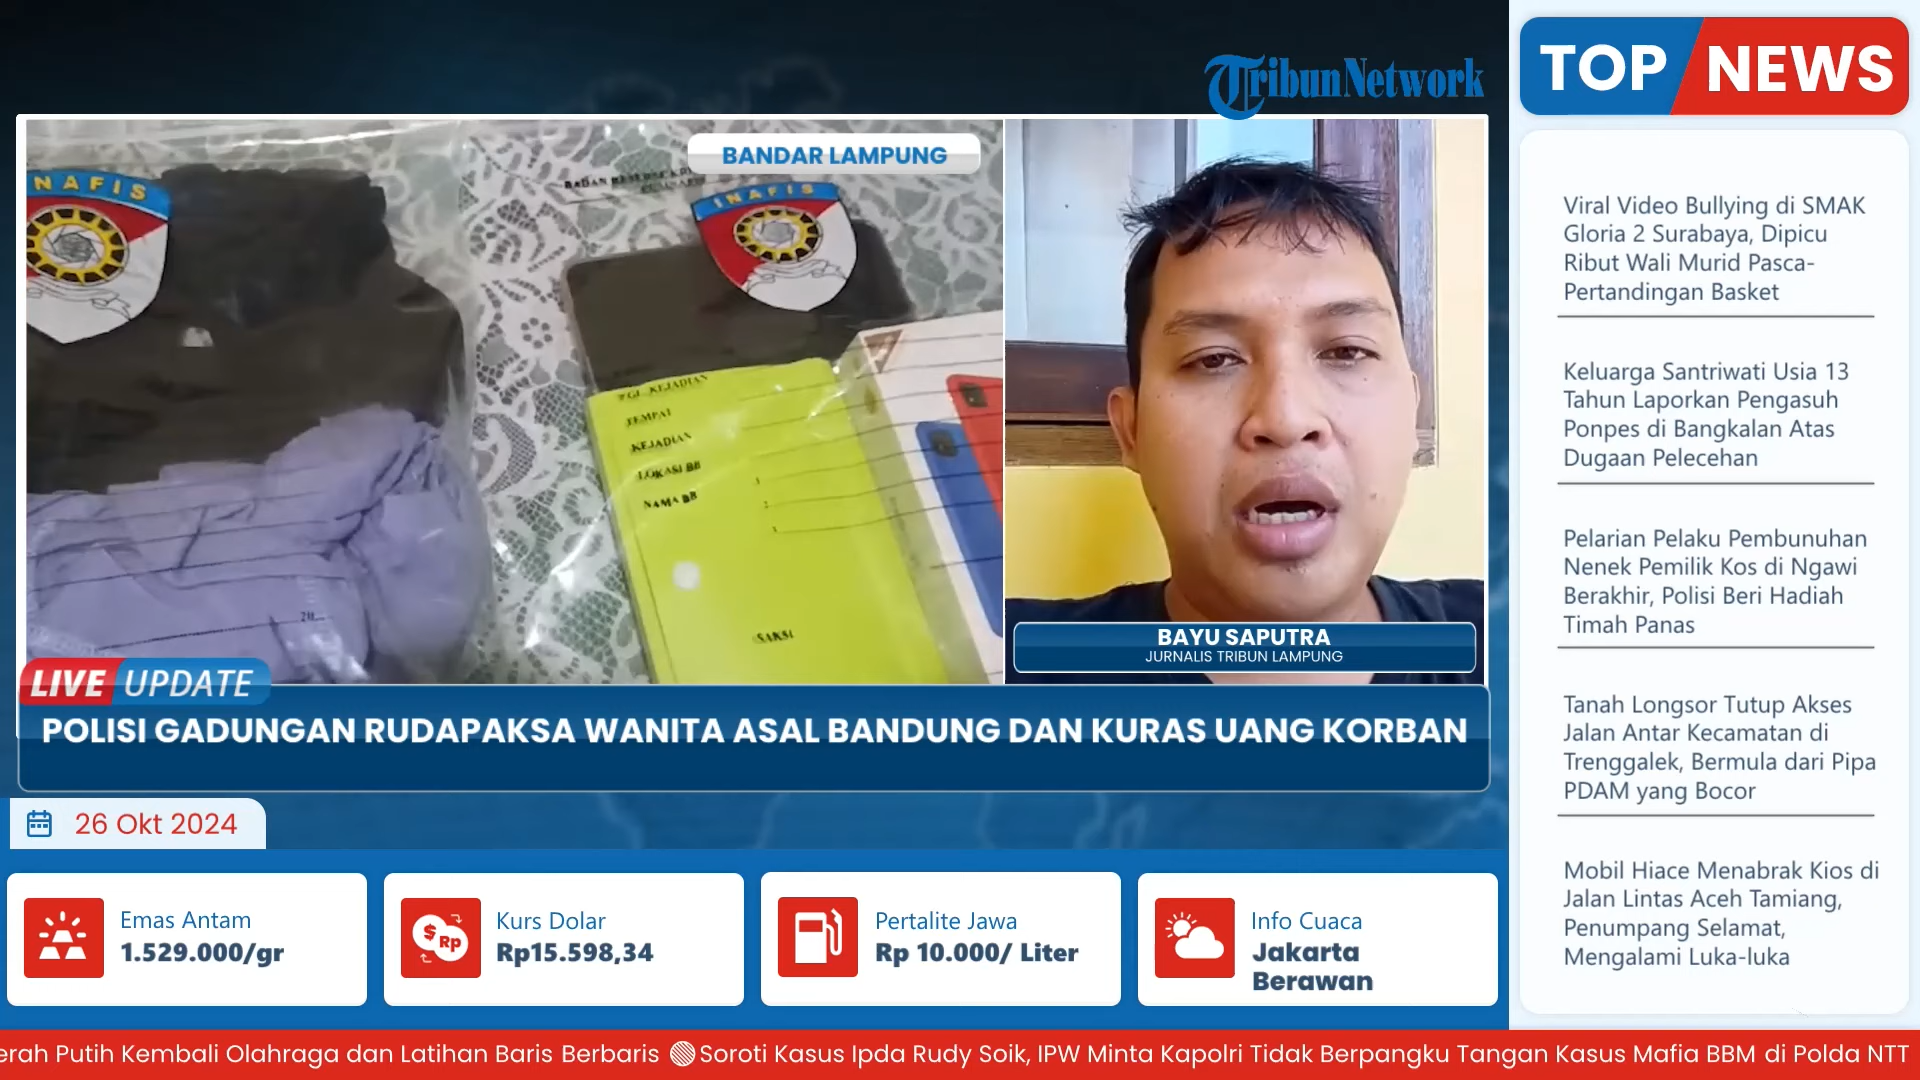 TribunNetwork
BANDAR LAMPUNG
INAFIS
INAFIS
TGL KEJADIAN
TEMPAT
KEJADIAN
LOKASI BB
NAMA BB
SAKSI
BAYU SAPUTRA
JURNALIS TRIBUN LAMPUNG
LIVE UPDATE
POLISI GADUNGAN RUDAPAKSA WANITA ASAL BANDUNG DAN KURAS UANG KORBAN
26 Okt 2024
Emas Antam
1.529.000/gr
Kurs Dolar
Rp15.598,34
Pertalite Jawa
Rp 10.000/ Liter
Info Cuaca
Jakarta
Berawan
TOP NEWS
Viral Video Bullying di SMAK
Gloria 2 Surabaya, Dipicu
Ribut Wali Murid Pasca-
Pertandingan Basket
Keluarga Santriwati Usia 13
Tahun Laporkan Pengasuh
Ponpes di Bangkalan Atas
Dugaan Pelecehan
Pelarian Pelaku Pembunuhan
Nenek Pemilik Kos di Ngawi
Berakhir, Polisi Beri Hadiah
Timah Panas
Tanah Longsor Tutup Akses
Jalan Antar Kecamatan di
Trenggalek, Bermula dari Pipa
PDAM yang Bocor
Mobil Hiace Menabrak Kios di
Jalan Lintas Aceh Tamiang,
Penumpang Selamat,
Mengalami Luka-luka
erah Putih Kembali Olahraga dan Latihan Baris Berbaris Soroti Kasus Ipda Rudy Soik, IPW Minta Kapolri Tidak Berpangku Tangan Kasus Mafia BBM di Polda NTT